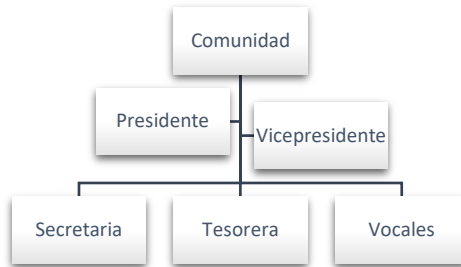 Comunidad
Presidente
Vicepresidente
Secretaria
Tesorera
Vocales